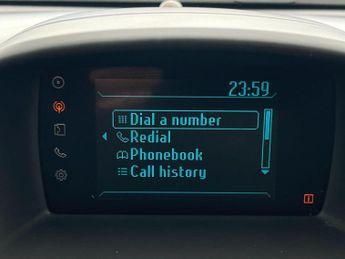 23:59
Dial a number
Redial
Phonebook
Call history